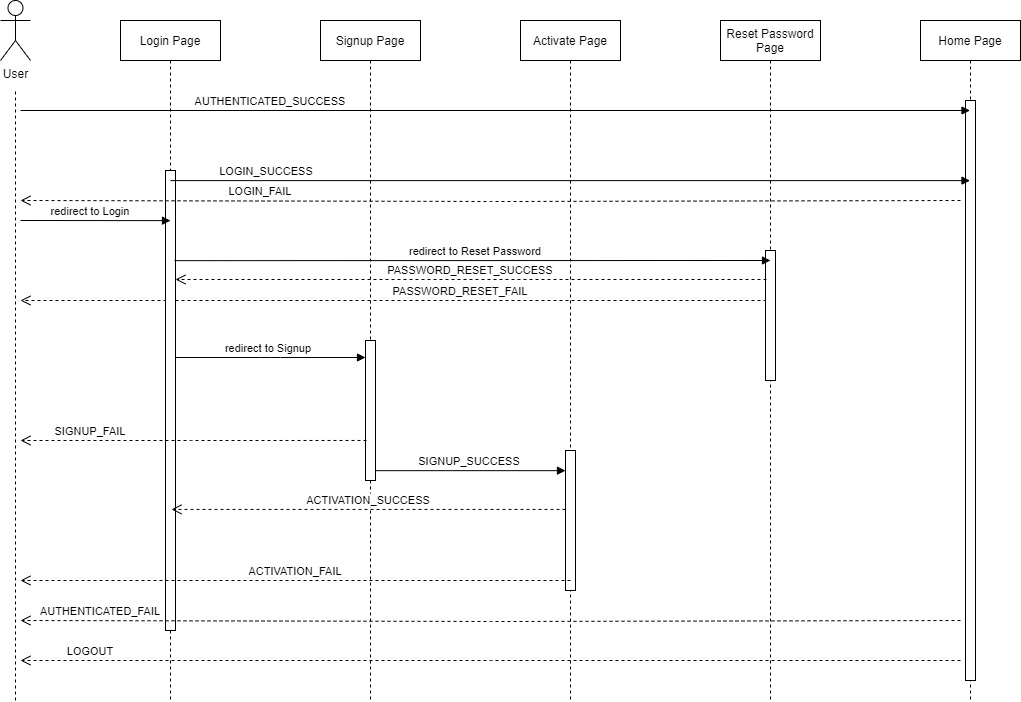 User
Login Page
Signup Page
Activate Page
Reset Password
Page
Home Page
AUTHENTICATED_SUCCESS
LOGIN_SUCCESS
LOGIN_FAIL
redirect to Login
redirect to Reset Password
PASSWORD_RESET_SUCCESS
PASSWORD_RESET_FAIL
redirect to Signup
SIGNUP_FAIL
SIGNUP_SUCCESS
ACTIVATION_SUCCESS
ACTIVATION_FAIL
AUTHENTICATED_FAIL
LOGOUT